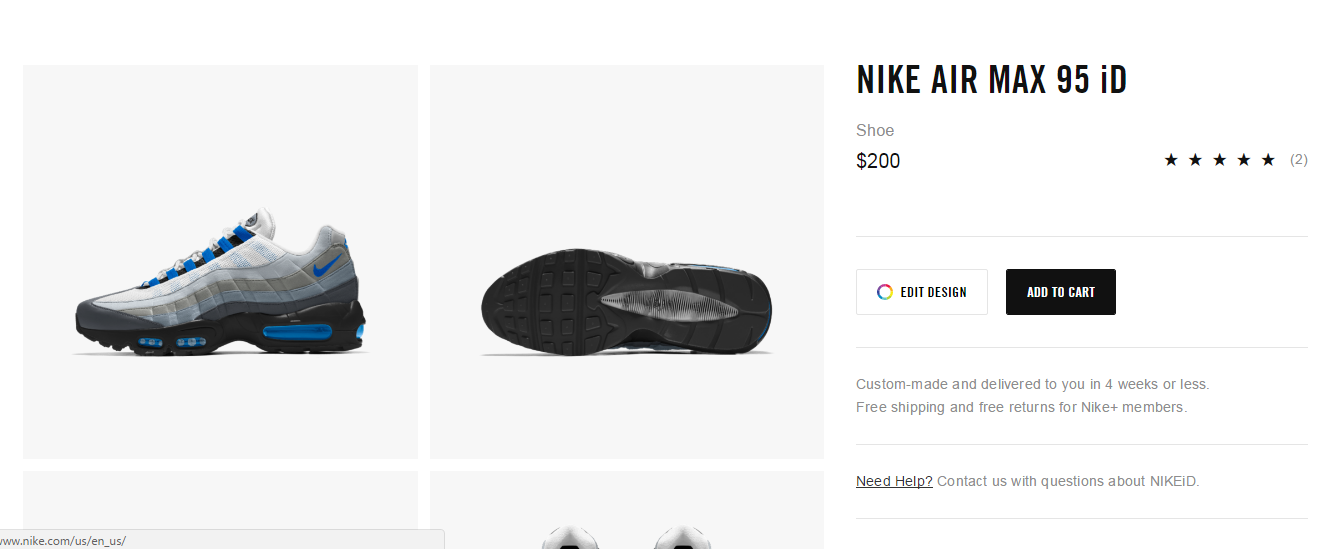 NIKE AIR MAX 95 iD
Shoe
$200
★ ★ ★ ★ ★ (2)
EDIT DESIGN
ADD TO CART
Custom-made and delivered to you in 4 weeks or less.
Free shipping and free returns for Nike+ members.
Need Help? Contact us with questions about NIKEiD.
www.nike.com/us/en_us/